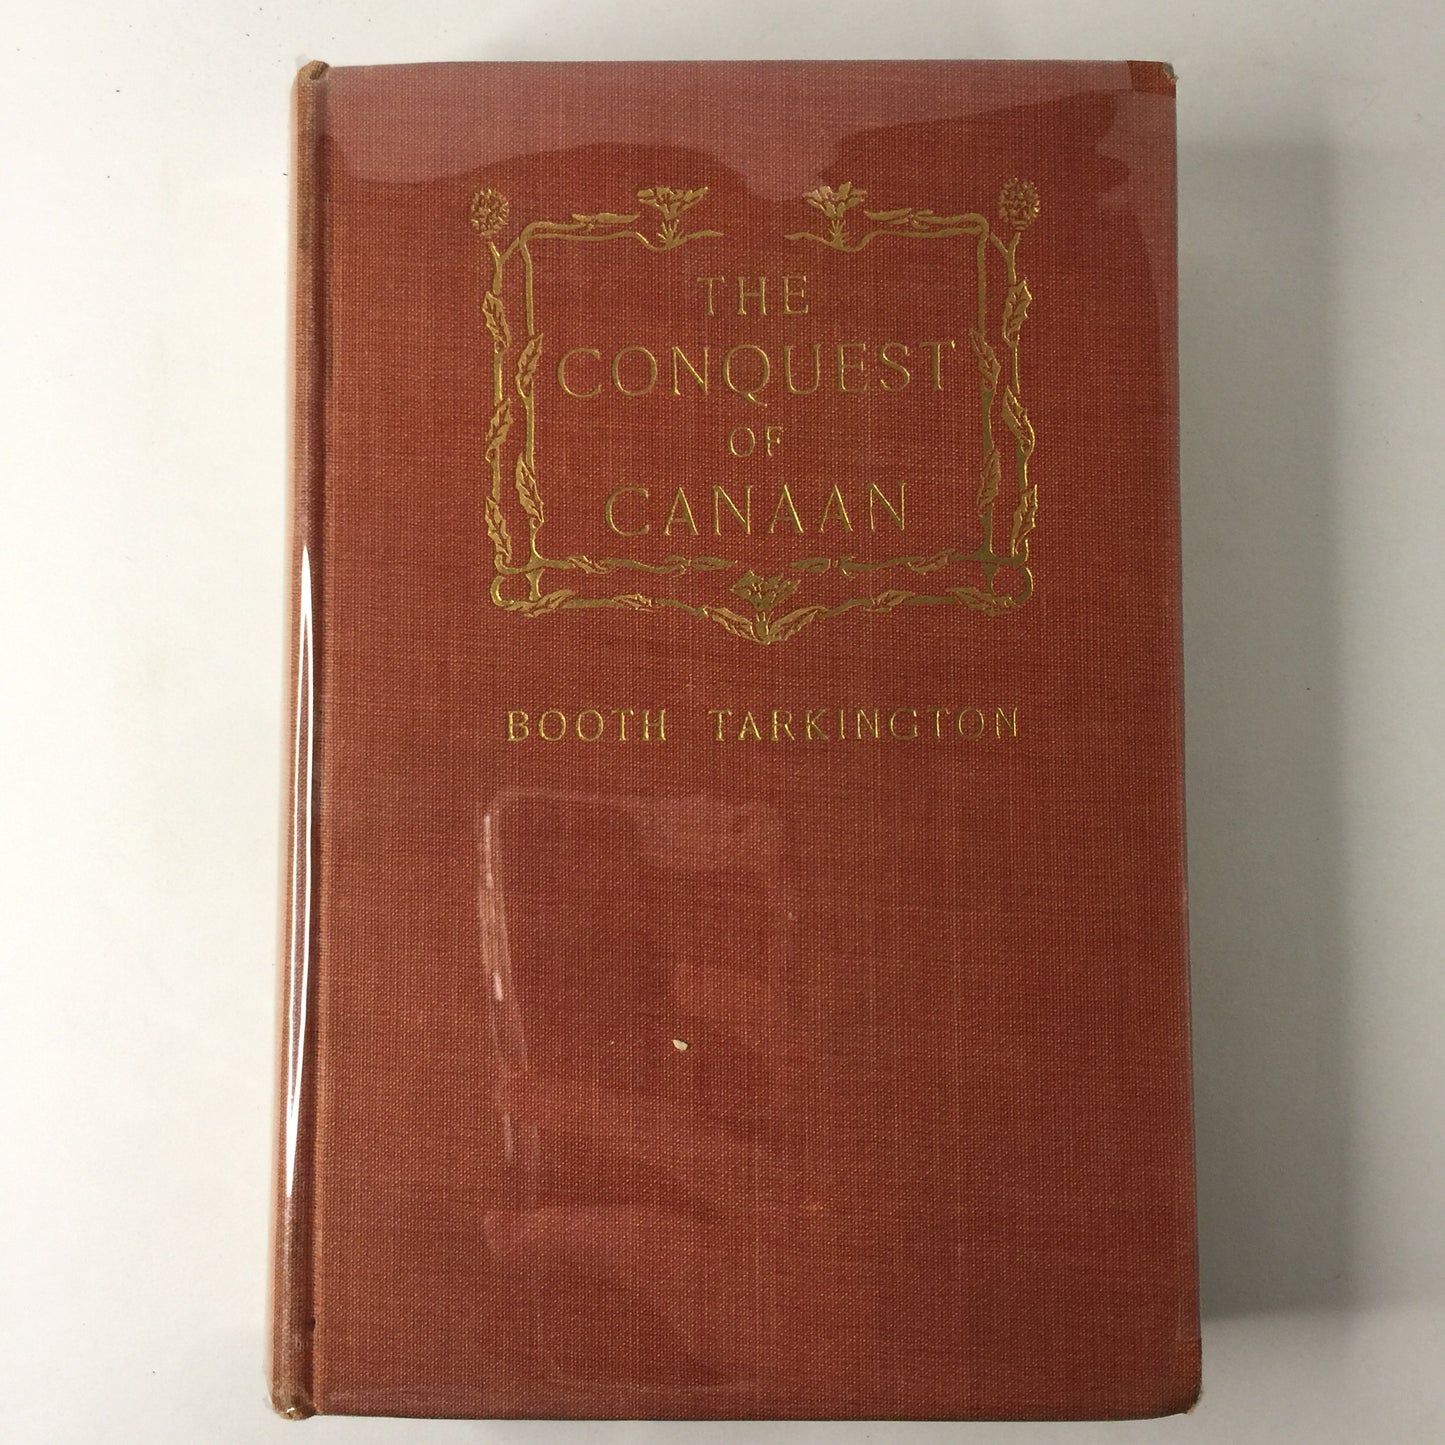 THE
CONQUEST
OF
CANAAN
BOOTH TARKINGTON